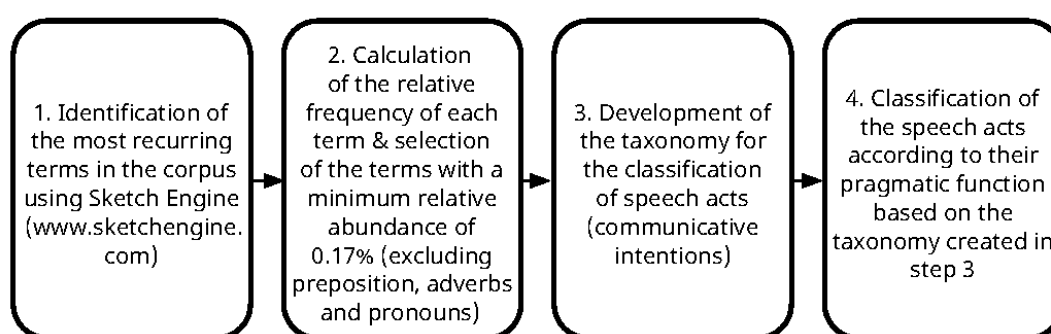 1. Identification of
the most recurring
terms in the corpus
using Sketch Engine
(www.sketchengine.
com)
2. Calculation
of the relative
frequency of each
term & selection
of the terms with a
minimum relative
abundance of
0.17% (excluding
preposition, adverbs
and pronouns)
3. Development of
the taxonomy for
the classification
of speech acts
(communicative
intentions)
4. Classification of
the speech acts
according to their
pragmatic function
based on the
taxonomy created in
step 3